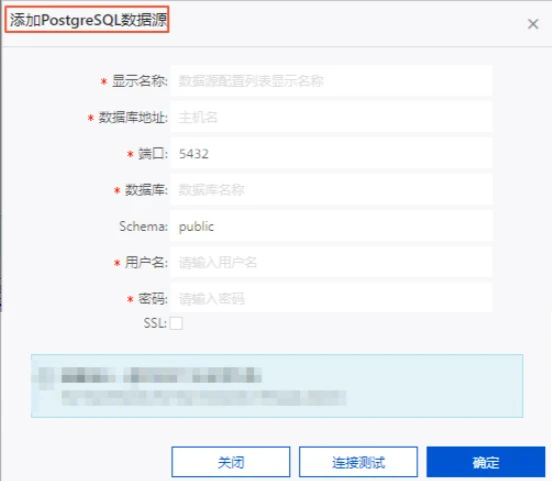 添加PostgreSQL数据源
* 显示名称: 数据源配置列表显示名称
* 数据库地址: 主机名
* 端口: 5432
* 数据库: 数据库名称
Schema: public
* 用户名: 请输入用户名
* 密码: 请输入密码
SSL:
关闭 连接测试 确定